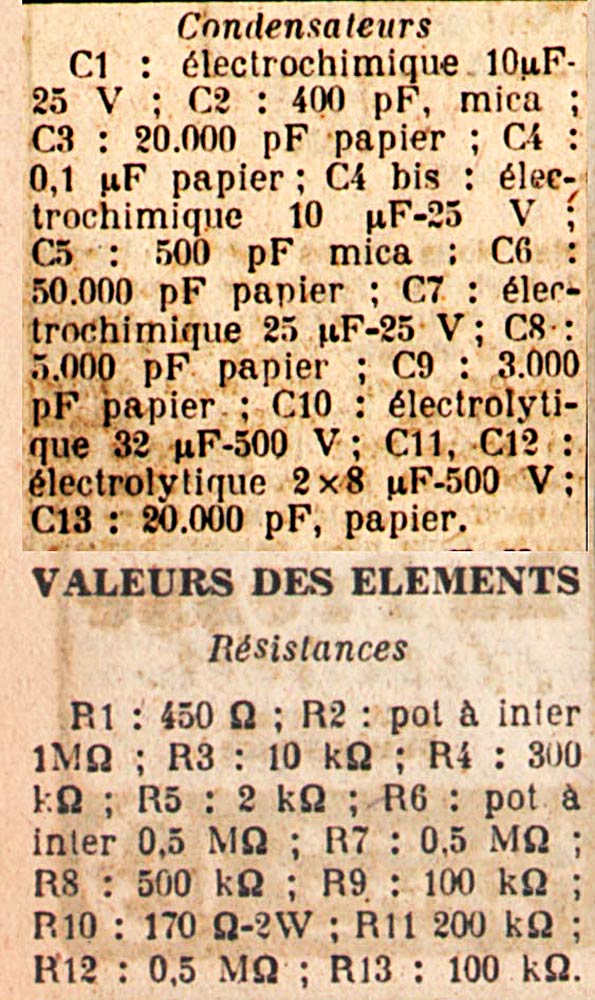 Condensateurs
C1 : électrochimique 10µF-
25 V ; C2 : 400 pF, mica ;
C3 : 20.000 pF papier ; C4 :
0,1 µF papier ; C4 bis : élec-
trochimique 10 µF-25 V ;
C5 : 500 pF mica ; C6 :
50.000 pF papier ; C7 : élec-
trochimique 25 µF-25 V ; C8 :
5.000 pF papier ; C9 : 3.000
pF papier ; C10 : électrolyti-
que 32 µF-500 V ; C11, C12 :
électrolytique 2×8 µF-500 V ;
C13 : 20.000 pF, papier.
VALEURS DES ELEMENTS
Résistances
R1 : 450 Ω ; R2 : pot à inter
1MΩ ; R3 : 10 kΩ ; R4 : 300
kΩ ; R5 : 2 kΩ ; R6 : pot à
inter 0,5 MΩ ; R7 : 0,5 MΩ ;
R8 : 500 kΩ ; R9 : 100 kΩ ;
R10 : 170 Ω-2W ; R11 200 kΩ ;
R12 : 0,5 MΩ ; R13 : 100 kΩ.